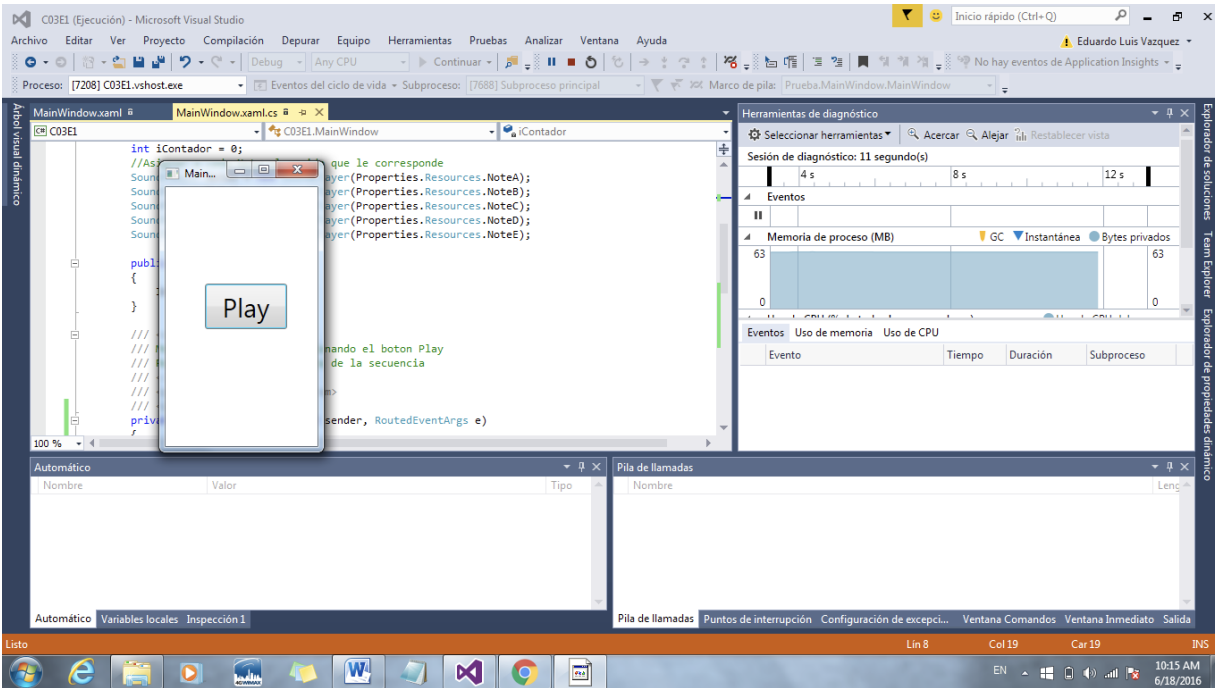 C03E1 (Ejecución) - Microsoft Visual Studio
Inicio rápido (Ctrl+Q)
Archivo Editar Ver Proyecto Compilación Depurar Equipo Herramientas Pruebas Analizar Ventana Ayuda
Eduardo Luis Vazquez
Debug Any CPU Continuar
No hay eventos de Application Insights
Proceso: [7208] C03E1.vshost.exe Eventos del ciclo de vida Subproceso: [7688] Subproceso principal Marco de pila: Prueba.MainWindow.MainWindow
Árbol visual dinámico
MainWindow.xaml MainWindow.xaml.cs
C# C03E1 C03E1.MainWindow iContador
int iContador = 0;
que le corresponde
ayer(Properties.Resources.NoteA);
ayer(Properties.Resources.NoteB);
ayer(Properties.Resources.NoteC);
ayer(Properties.Resources.NoteD);
ayer(Properties.Resources.NoteE);
publ
{
}
///
/// nando el boton Play
/// de la secuencia
///
/// m>
///
priva sender, RoutedEventArgs e)
{
100 %
Main...
Play
Herramientas de diagnóstico
Seleccionar herramientas Acercar Alejar Restablecer vista
Sesión de diagnóstico: 11 segundo(s)
4 s 8 s 12 s
Eventos
Memoria de proceso (MB) GC Instantánea Bytes privados
63 63
0 0
Eventos Uso de memoria Uso de CPU
Evento Tiempo Duración Subproceso
Explorador de soluciones
Team Explorer
Explorador de propiedades dinámico
Automático
Nombre Valor Tipo
Pila de llamadas
Nombre Leng
Automático Variables locales Inspección 1
Pila de llamadas Puntos de interrupción Configuración de excepci... Ventana Comandos Ventana Inmediato Salida
Listo Lín 8 Col 19 Car 19 INS
4GWIMAX
EN
10:15 AM
6/18/2016